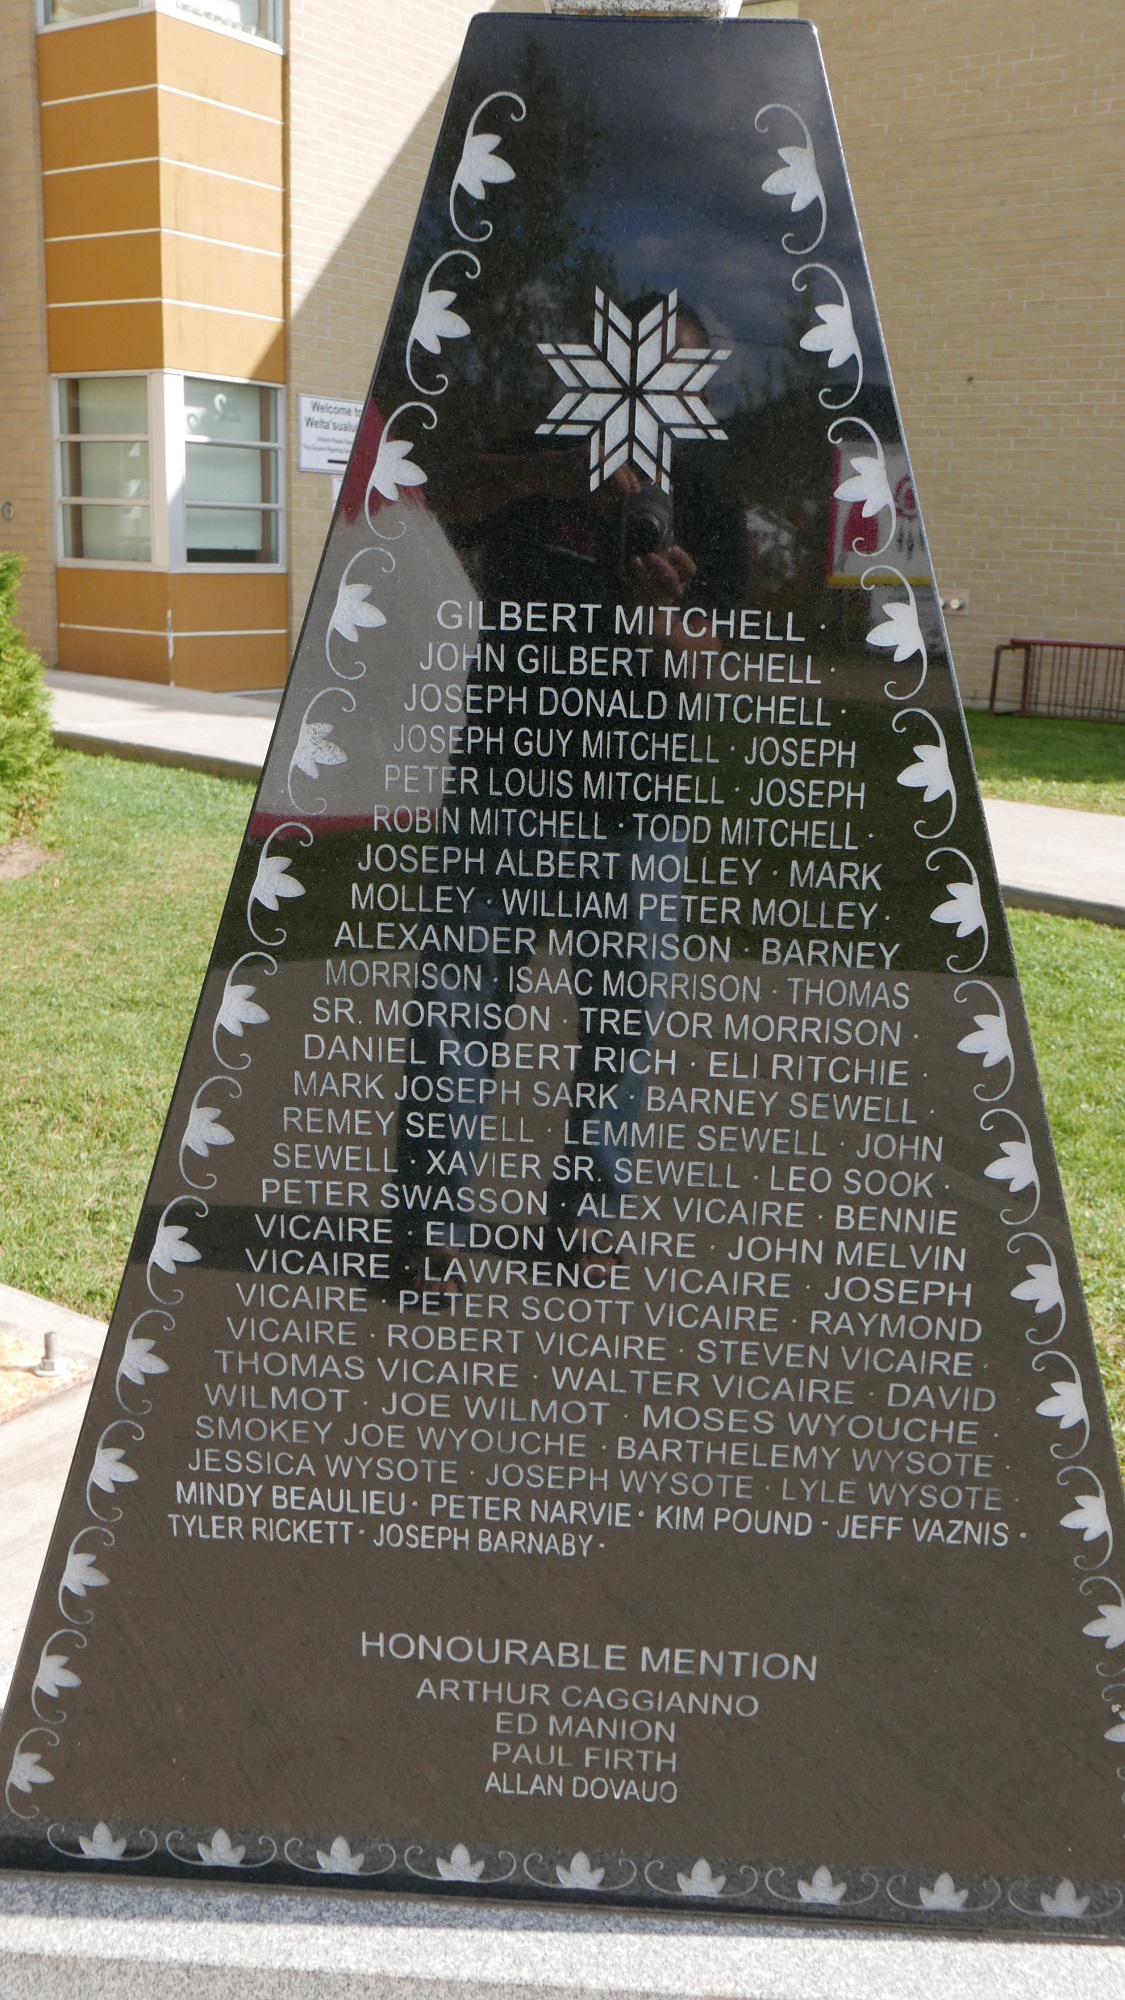 Welcome to
GILBERT MITCHELL ·
JOHN GILBERT MITCHELL ·
JOSEPH DONALD MITCHELL ·
JOSEPH GUY MITCHELL · JOSEPH
PETER LOUIS MITCHELL · JOSEPH
ROBIN MITCHELL · TODD MITCHELL ·
JOSEPH ALBERT MOLLEY · MARK
MOLLEY · WILLIAM PETER MOLLEY ·
ALEXANDER MORRISON · BARNEY
MORRISON · ISAAC MORRISON · THOMAS
SR. MORRISON · TREVOR MORRISON ·
DANIEL ROBERT RICH · ELI RITCHIE ·
MARK JOSEPH SARK · BARNEY SEWELL ·
REMEY SEWELL · LEMMIE SEWELL · JOHN
SEWELL · XAVIER SR. SEWELL · LEO SOOK ·
PETER SWASSON · ALEX VICAIRE · BENNIE
VICAIRE · ELDON VICAIRE · JOHN MELVIN
VICAIRE · LAWRENCE VICAIRE · JOSEPH
VICAIRE · PETER SCOTT VICAIRE · RAYMOND
VICAIRE · ROBERT VICAIRE · STEVEN VICAIRE ·
THOMAS VICAIRE · WALTER VICAIRE · DAVID
WILMOT · JOE WILMOT · MOSES WYOUCHE ·
SMOKEY JOE WYOUCHE · BARTHELEMY WYSOTE ·
JESSICA WYSOTE · JOSEPH WYSOTE · LYLE WYSOTE ·
MINDY BEAULIEU · PETER NARVIE · KIM POUND · JEFF VAZNIS ·
TYLER RICKETT · JOSEPH BARNABY ·
HONOURABLE MENTION
ARTHUR CAGGIANNO
ED MANION
PAUL FIRTH
ALLAN DOVAUO